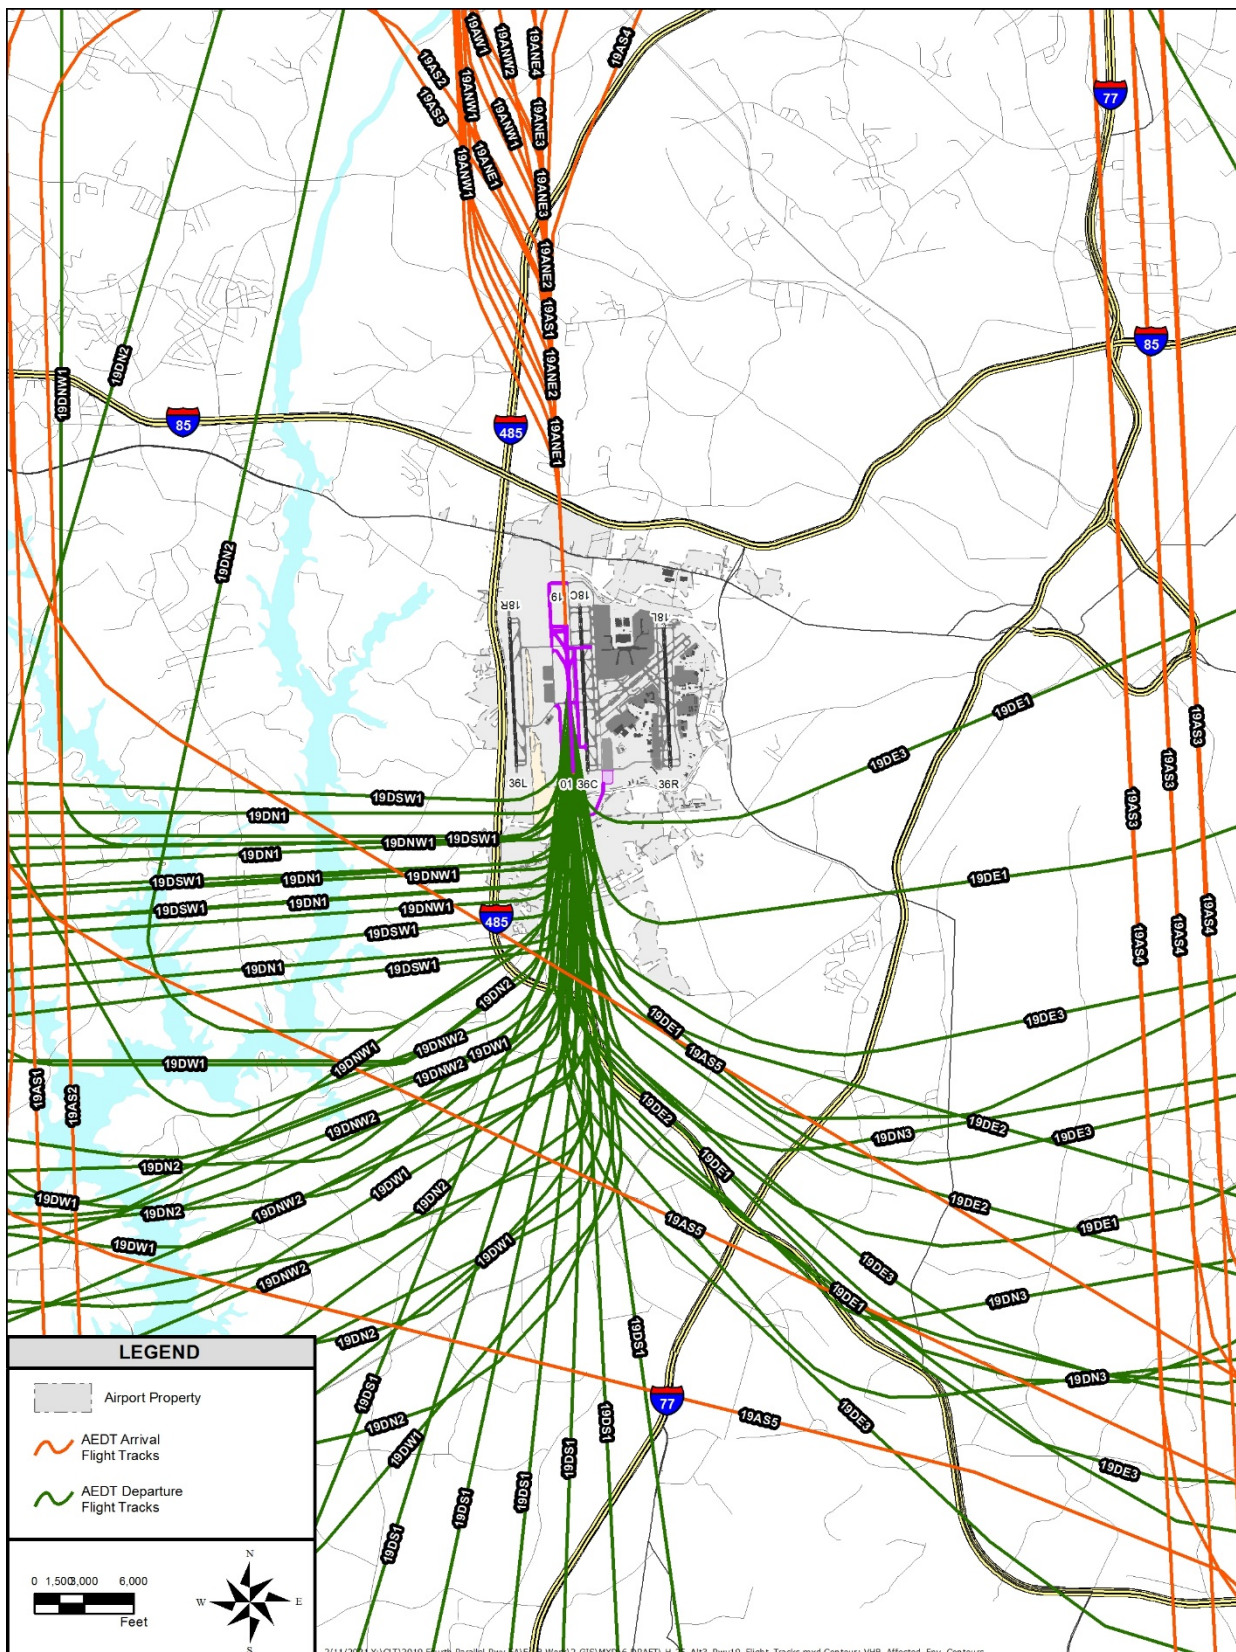 19AW1
19ANW2
19ANE4
19AS4
19AS2
19AS5
19ANW1
19ANW1
19ANE3
19ANE1
19ANW1
19ANE3
19ANE2
19AS1
19ANE2
19ANE1
77
85
85
485
19DNW1
19DN2
19DN2
18R
19
18C
18L
36L
01
36C
36R
19DE1
19DE3
19AS3
19AS3
19AS3
19DSW1
19DN1
19DNW1
19DSW1
19DN1
19DSW1
19DN1
19DNW1
19DE1
19DSW1
19DN1
19DNW1
485
19DSW1
19AS4
19AS4
19AS4
19DN1
19DSW1
19DN2
19DE1
19DE3
19DNW1
19DNW2
19DW1
19AS5
19DW1
19DNW2
19AS1
19AS2
19DE2
19DNW2
19DN3
19DE2
19DE3
19DN2
19DW1
19DN2
19DE1
19DW1
19DN2
19DNW2
19DE2
19AS5
19DE1
19DW1
19DW1
19DE3
19DNW2
19DE1
19DN3
19DN2
19DS1
19DS1
19DN3
77
19DS1
19AS5
19DE3
19DN2
19DW1
19DS1
19DE3
19DS1
19DS1
19DS1
LEGEND
Airport Property
AEDT Arrival
Flight Tracks
AEDT Departure
Flight Tracks
0 1,500 3,000 6,000
Feet
N
W E
S